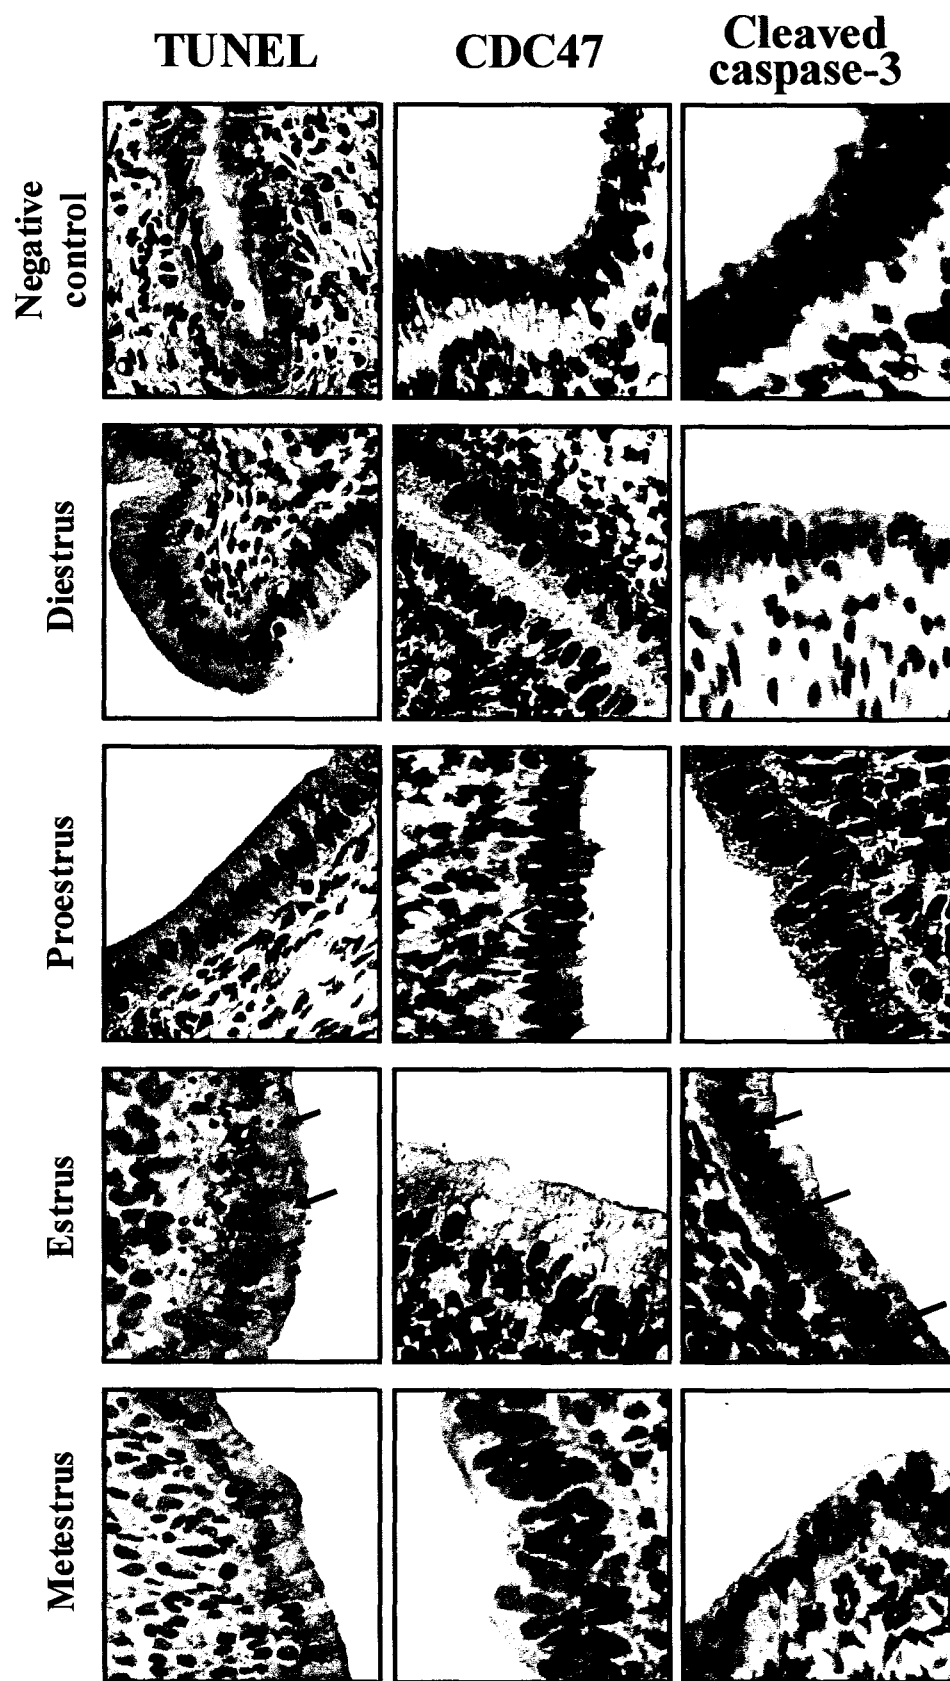 TUNEL
CDC47
Cleaved
caspase-3
Negative
control
Diestrus
Proestrus
Estrus
Metestrus